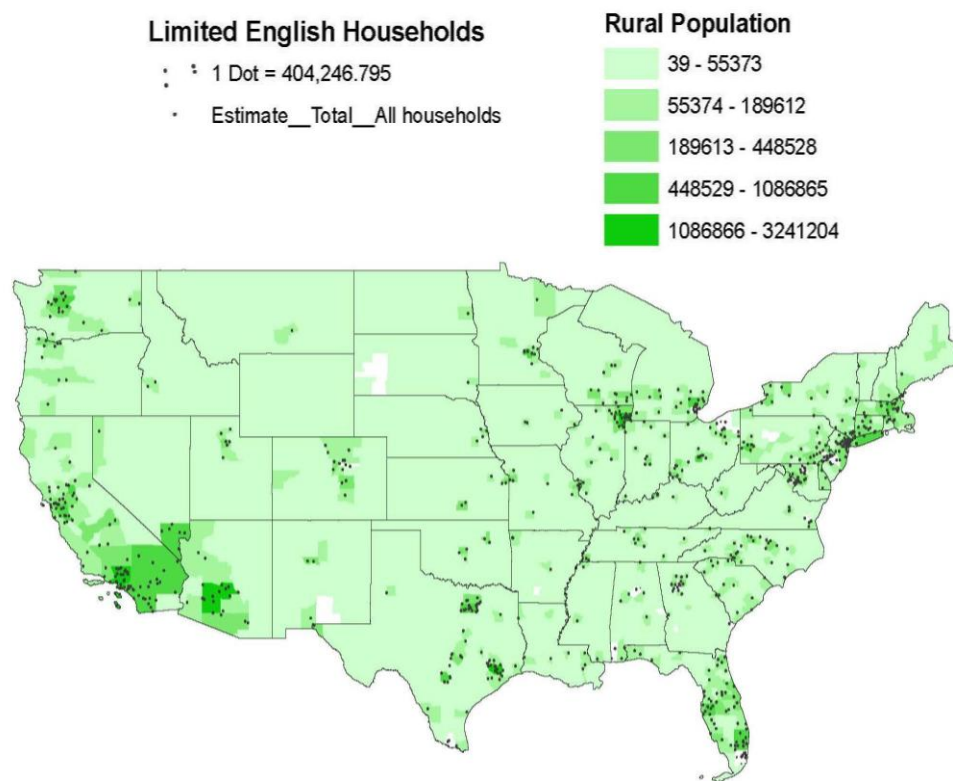 Limited English Households
1 Dot = 404,246.795
Estimate__Total__All households
Rural Population
39 - 55373
55374 - 189612
189613 - 448528
448529 - 1086865
1086866 - 3241204